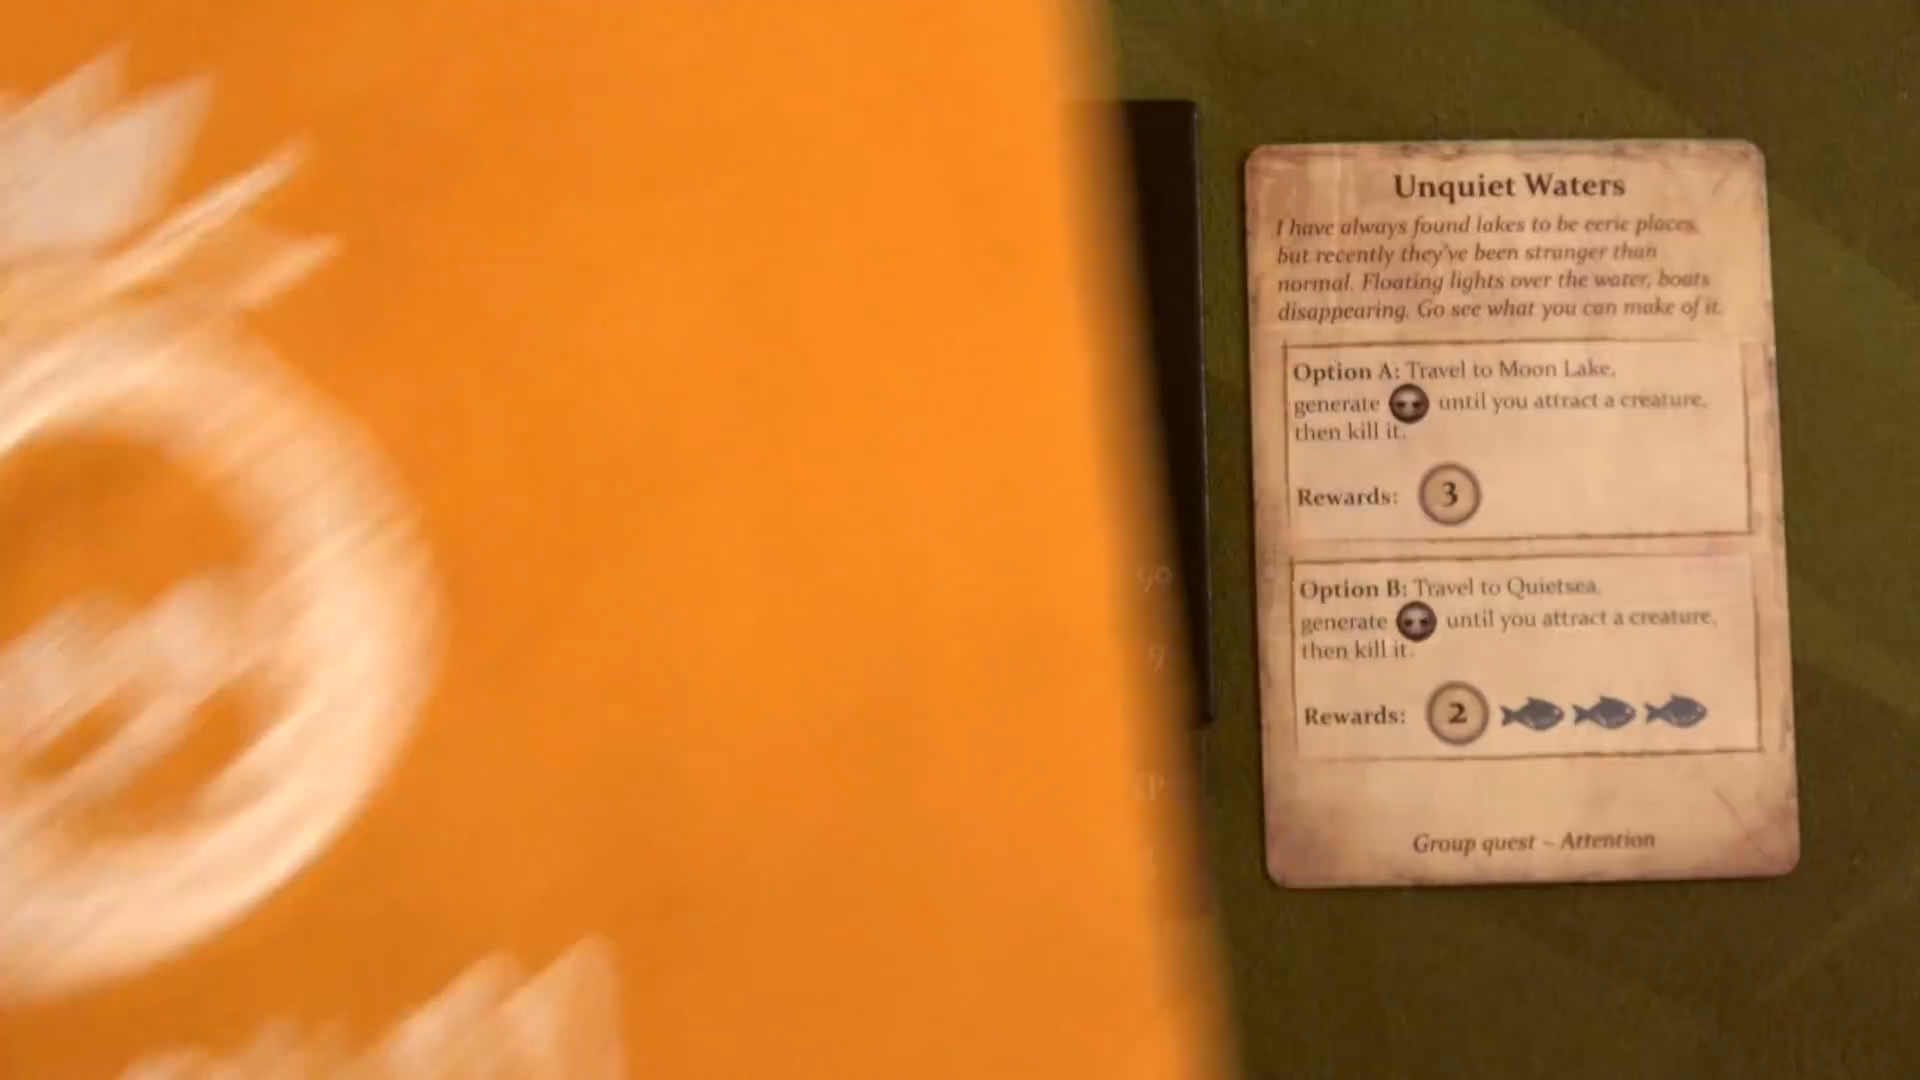 Unquiet Waters
I have always found lakes to be eerie places,
but recently they've been stranger than
normal. Floating lights over the water, boats
disappearing. Go see what you can make of it.
Option A: Travel to Moon Lake,
generate until you attract a creature,
then kill it.
Rewards: 3
Option B: Travel to Quietsea,
generate until you attract a creature,
then kill it.
Rewards: 2
Group quest ~ Attention